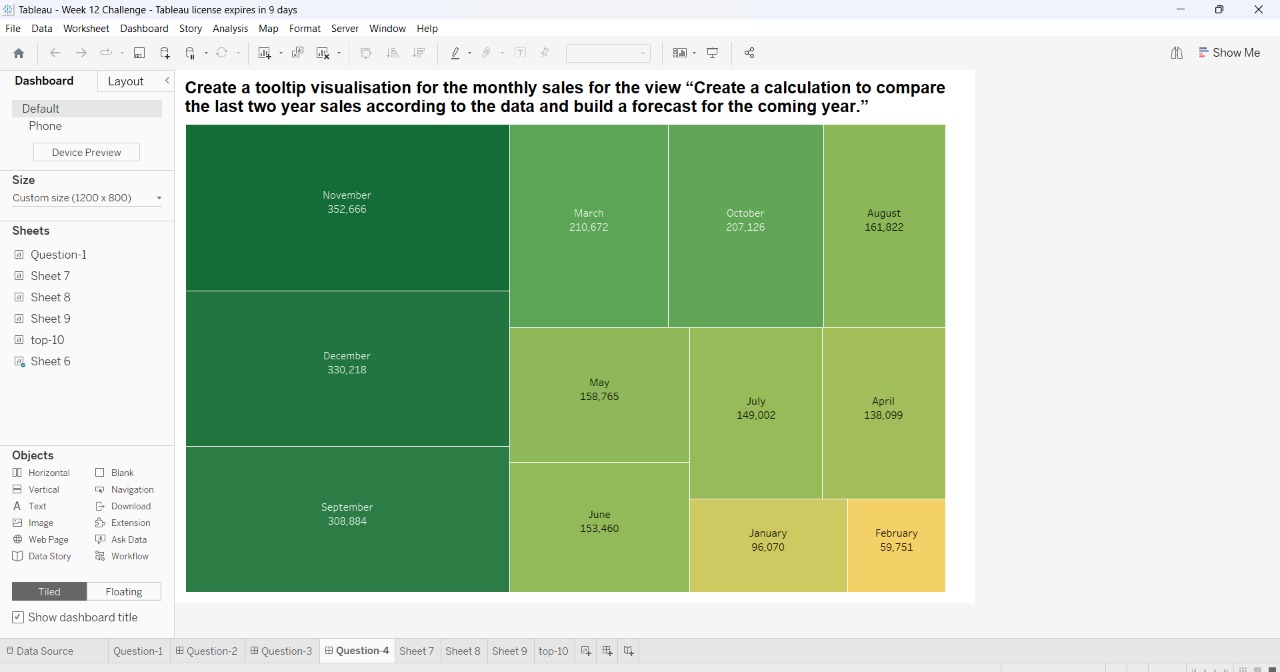 Tableau - Week 12 Challenge - Tableau license expires in 9 days
File Data Worksheet Dashboard Story Analysis Map Format Server Window Help
Show Me
Dashboard Layout
Default
Phone
Device Preview
Size
Custom size (1200 x 800)
Sheets
Question-1
Sheet 7
Sheet 8
Sheet 9
top-10
Sheet 6
Objects
Horizontal Blank
Vertical Navigation
Text Download
Image Extension
Web Page Ask Data
Data Story Workflow
Tiled Floating
Show dashboard title
Create a tooltip visualisation for the monthly sales for the view “Create a calculation to compare
the last two year sales according to the data and build a forecast for the coming year.”
November
352,666
December
330,218
September
308,884
March
210,672
October
207,126
August
161,822
May
158,765
June
153,460
July
149,002
April
138,099
January
96,070
February
59,751
Data Source Question-1 Question-2 Question-3 Question-4 Sheet 7 Sheet 8 Sheet 9 top-10